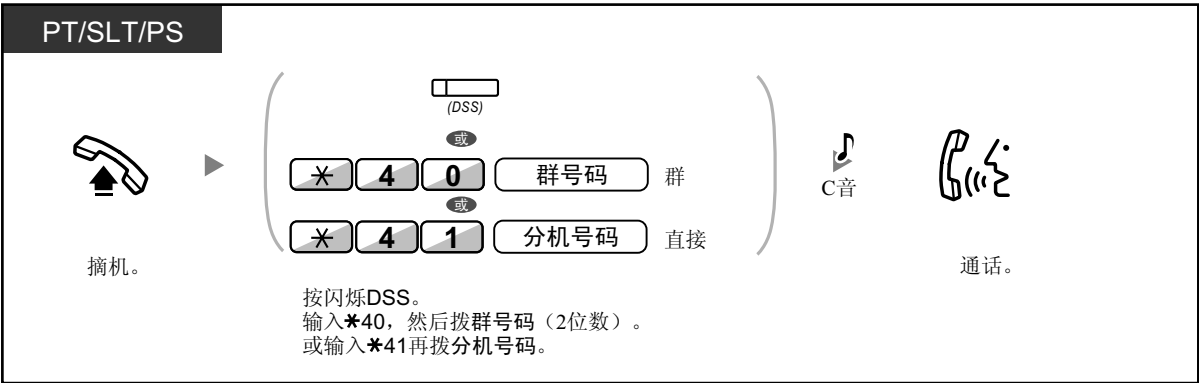 PT/SLT/PS
(DSS)
或
* 4 0 群号码 群
或
* 4 1 分机号码 直接
C音
摘机。
通话。
按闪烁DSS。
输入*40，然后拨群号码（2位数）。
或输入*41再拨分机号码。